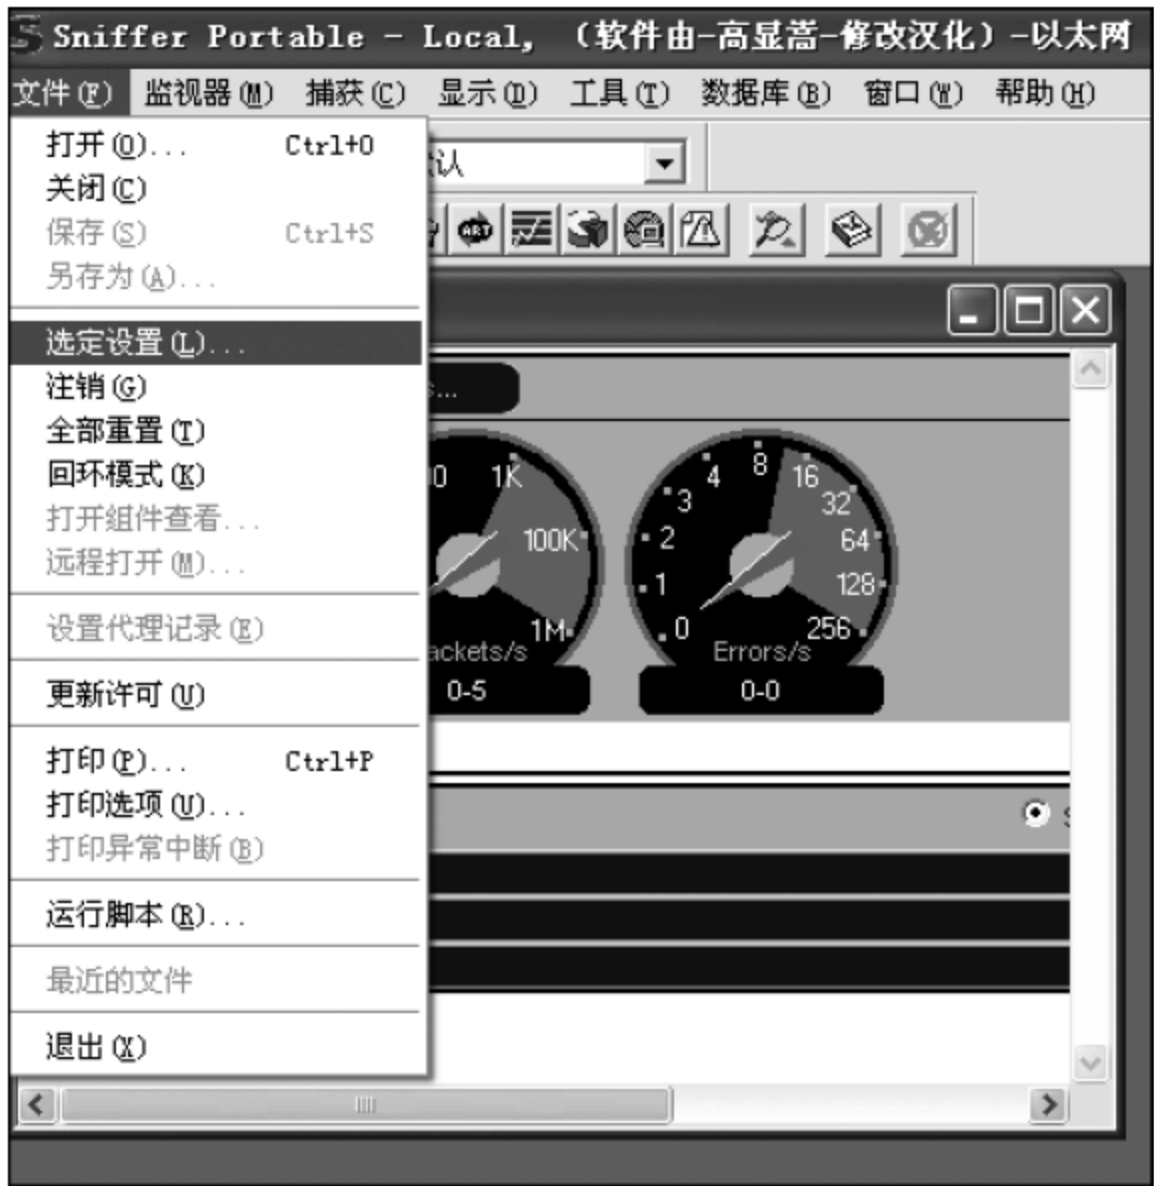 Sniffer Portable - Local, （软件由-高显嵩-修改汉化）-以太网
文件(F) 监视器(M) 捕获(C) 显示(D) 工具(T) 数据库(B) 窗口(W) 帮助(H)
打开(O)... Ctrl+O
关闭(C)
保存(S) Ctrl+S
另存为(A)...
选定设置(L)...
注销(G)
全部重置(T)
回环模式(K)
打开组件查看...
远程打开(M)...
设置代理记录(E)
更新许可(U)
打印(P)... Ctrl+P
打印选项(U)...
打印异常中断(B)
运行脚本(R)...
最近的文件
退出(X)
认
ART
1K
100K
1M
ackets/s
0-5
0
1
2
3
4
8
16
32
64
128
256
Errors/s
0-0